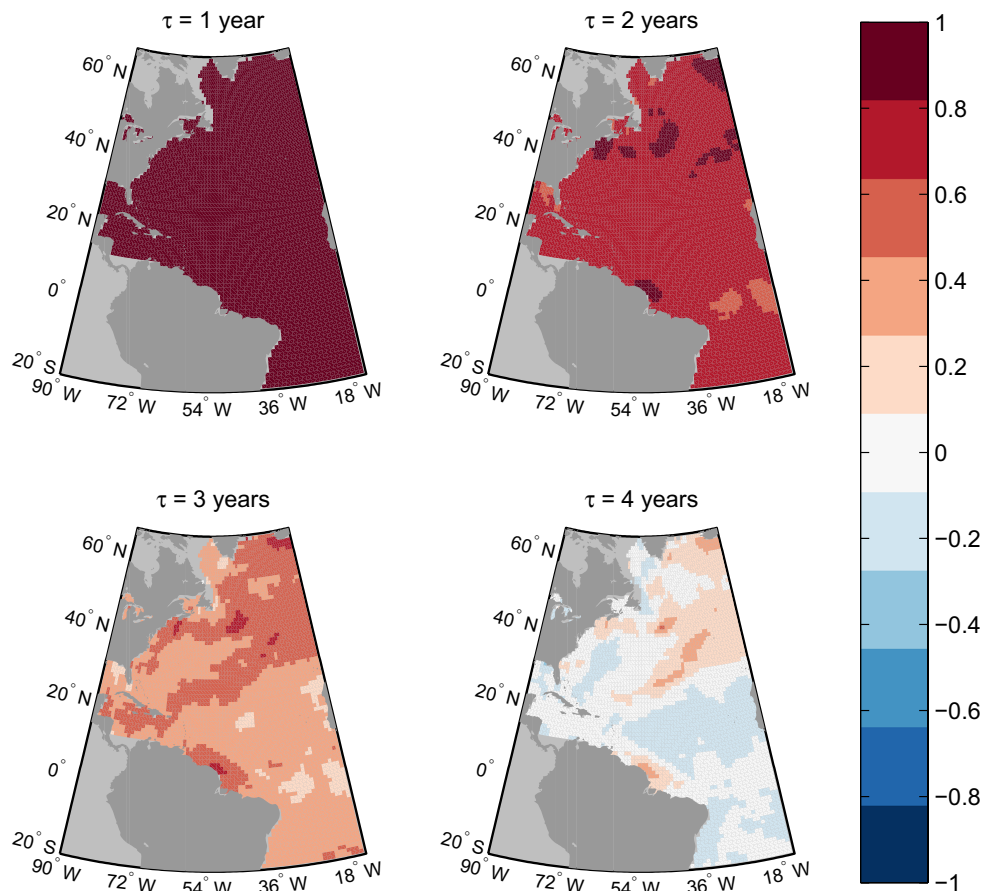 τ = 1 year
60° N
40° N
20° N
0°
20° S
90° W
72° W
54° W
36° W
18° W
τ = 2 years
60° N
40° N
20° N
0°
20° S
90° W
72° W
54° W
36° W
18° W
τ = 3 years
60° N
40° N
20° N
0°
20° S
90° W
72° W
54° W
36° W
18° W
τ = 4 years
60° N
40° N
20° N
0°
20° S
90° W
72° W
54° W
36° W
18° W
1
0.8
0.6
0.4
0.2
0
−0.2
−0.4
−0.6
−0.8
−1